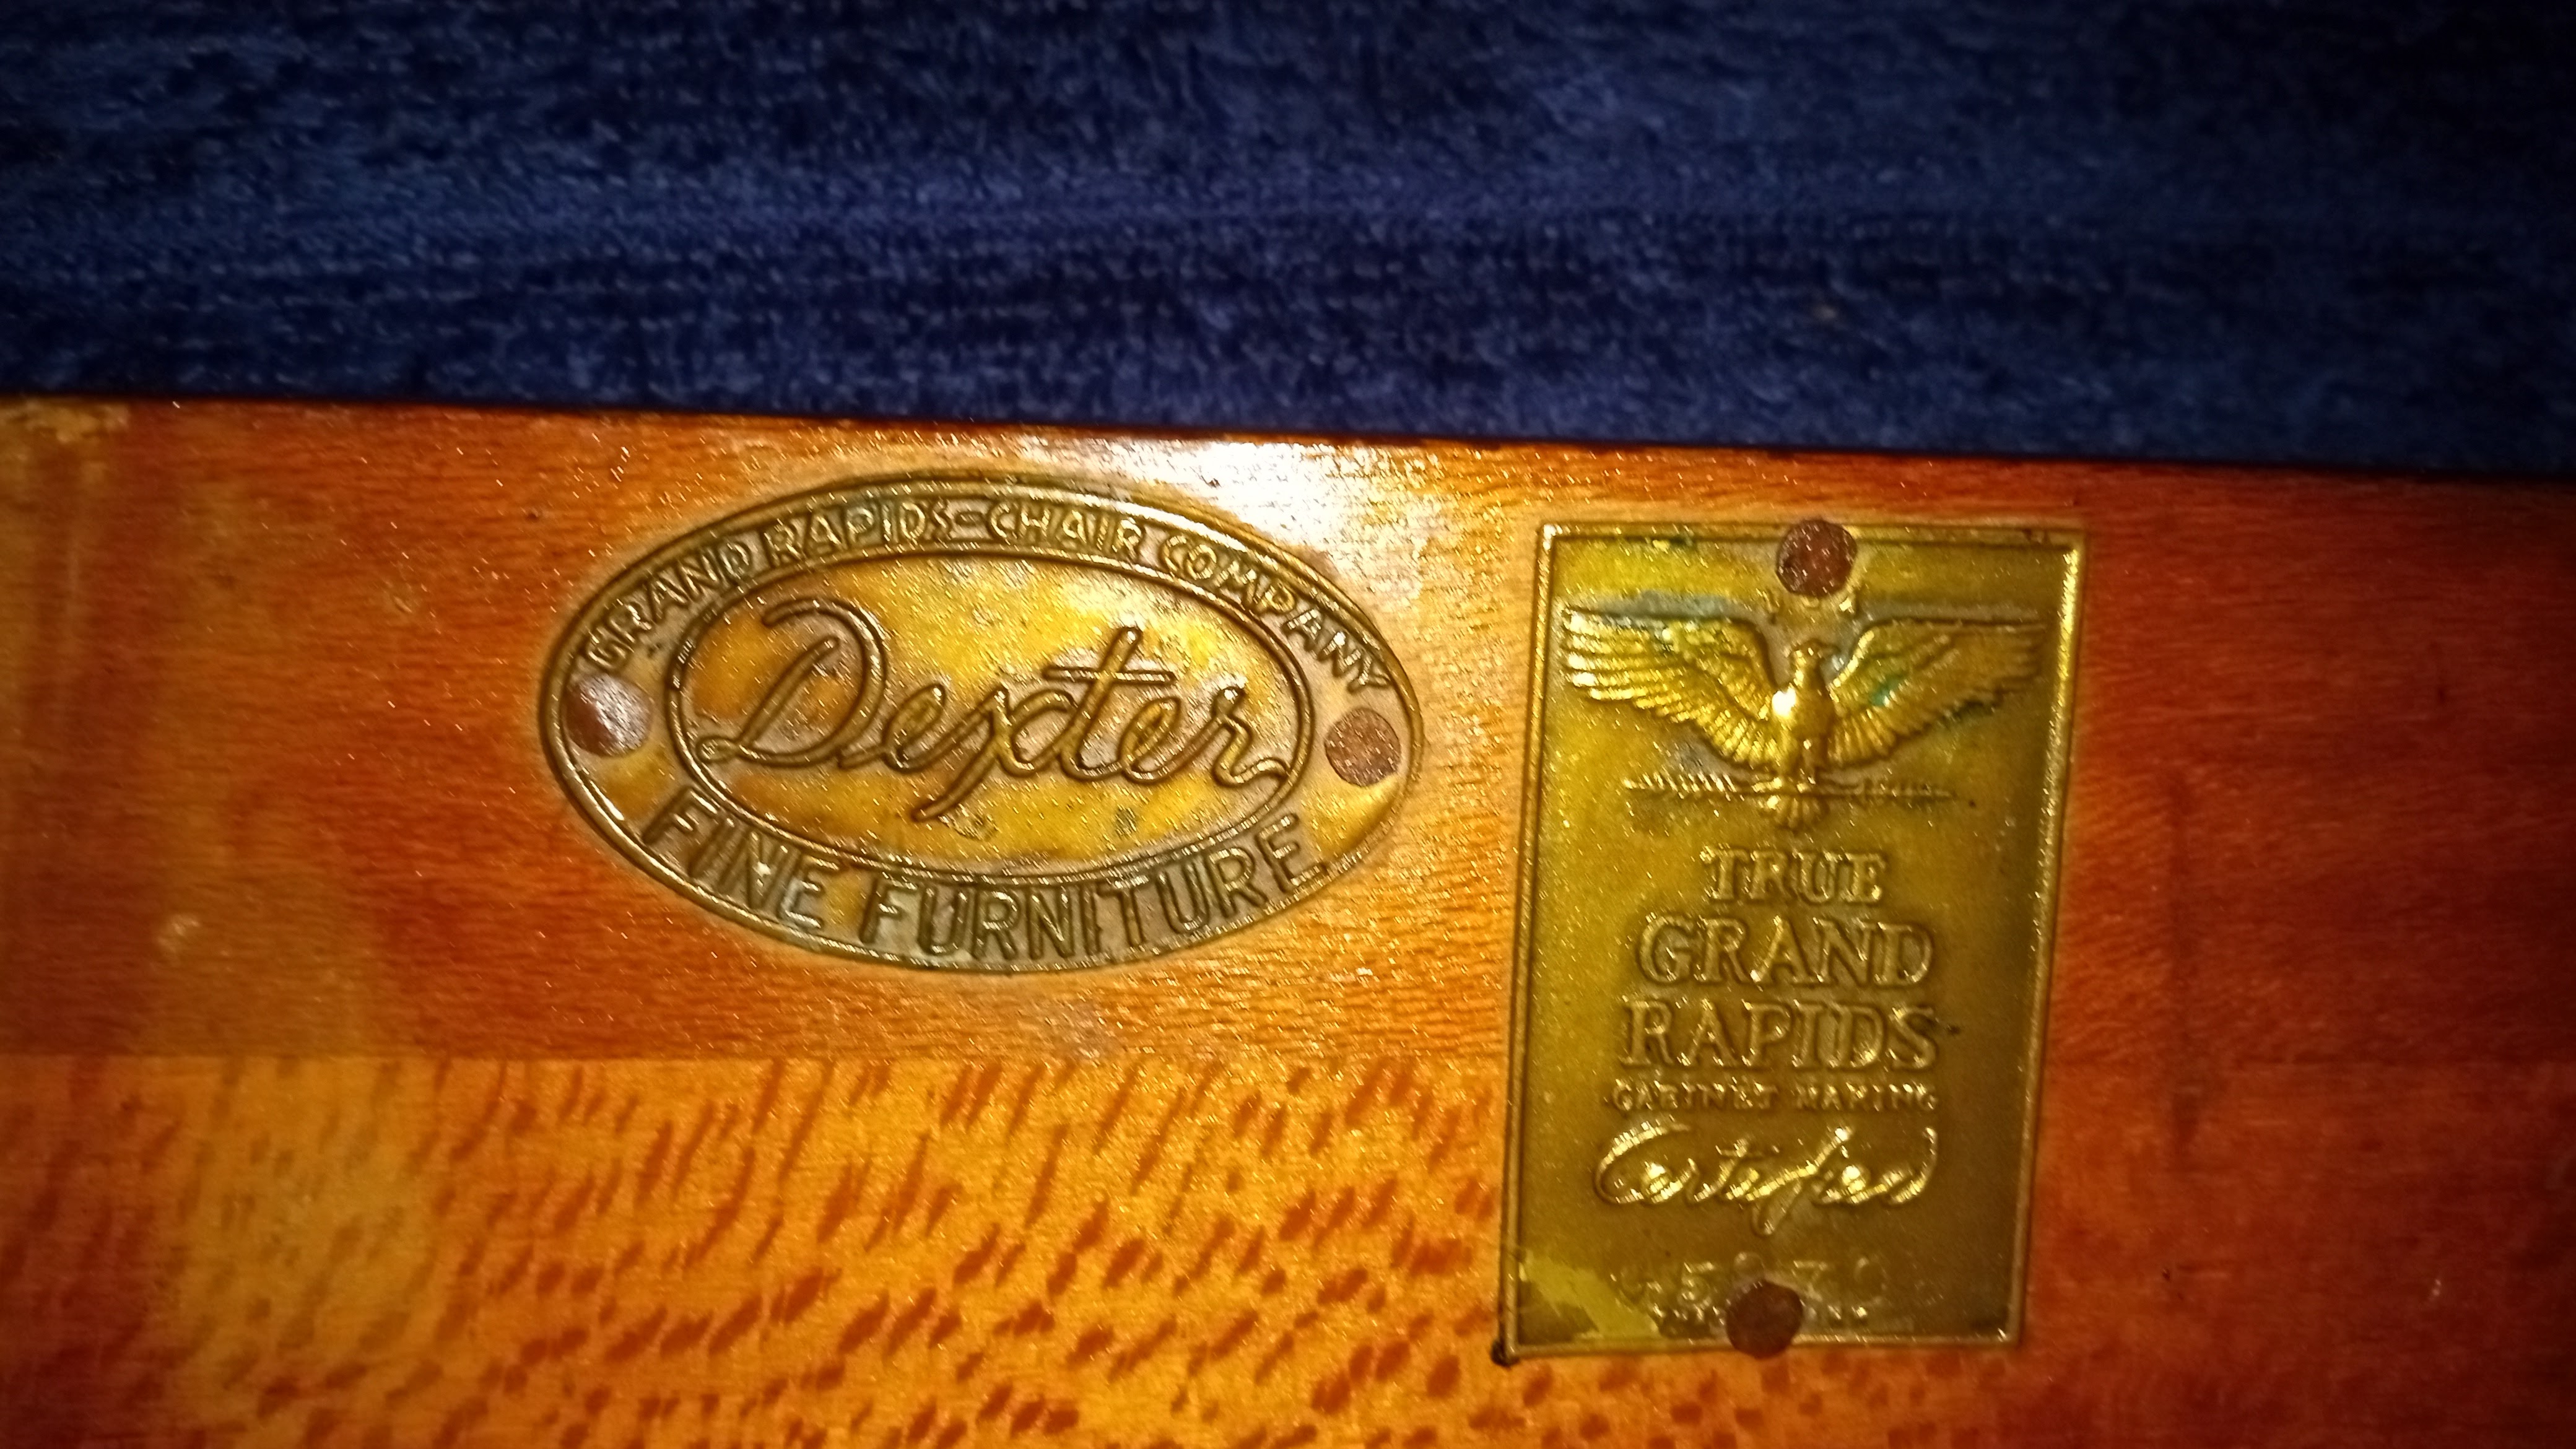 GRAND RAPIDS-CHAIR COMPANY
Dexter
FINE FURNITURE
TRUE
GRAND
RAPIDS
CABINET MAKING
Certified